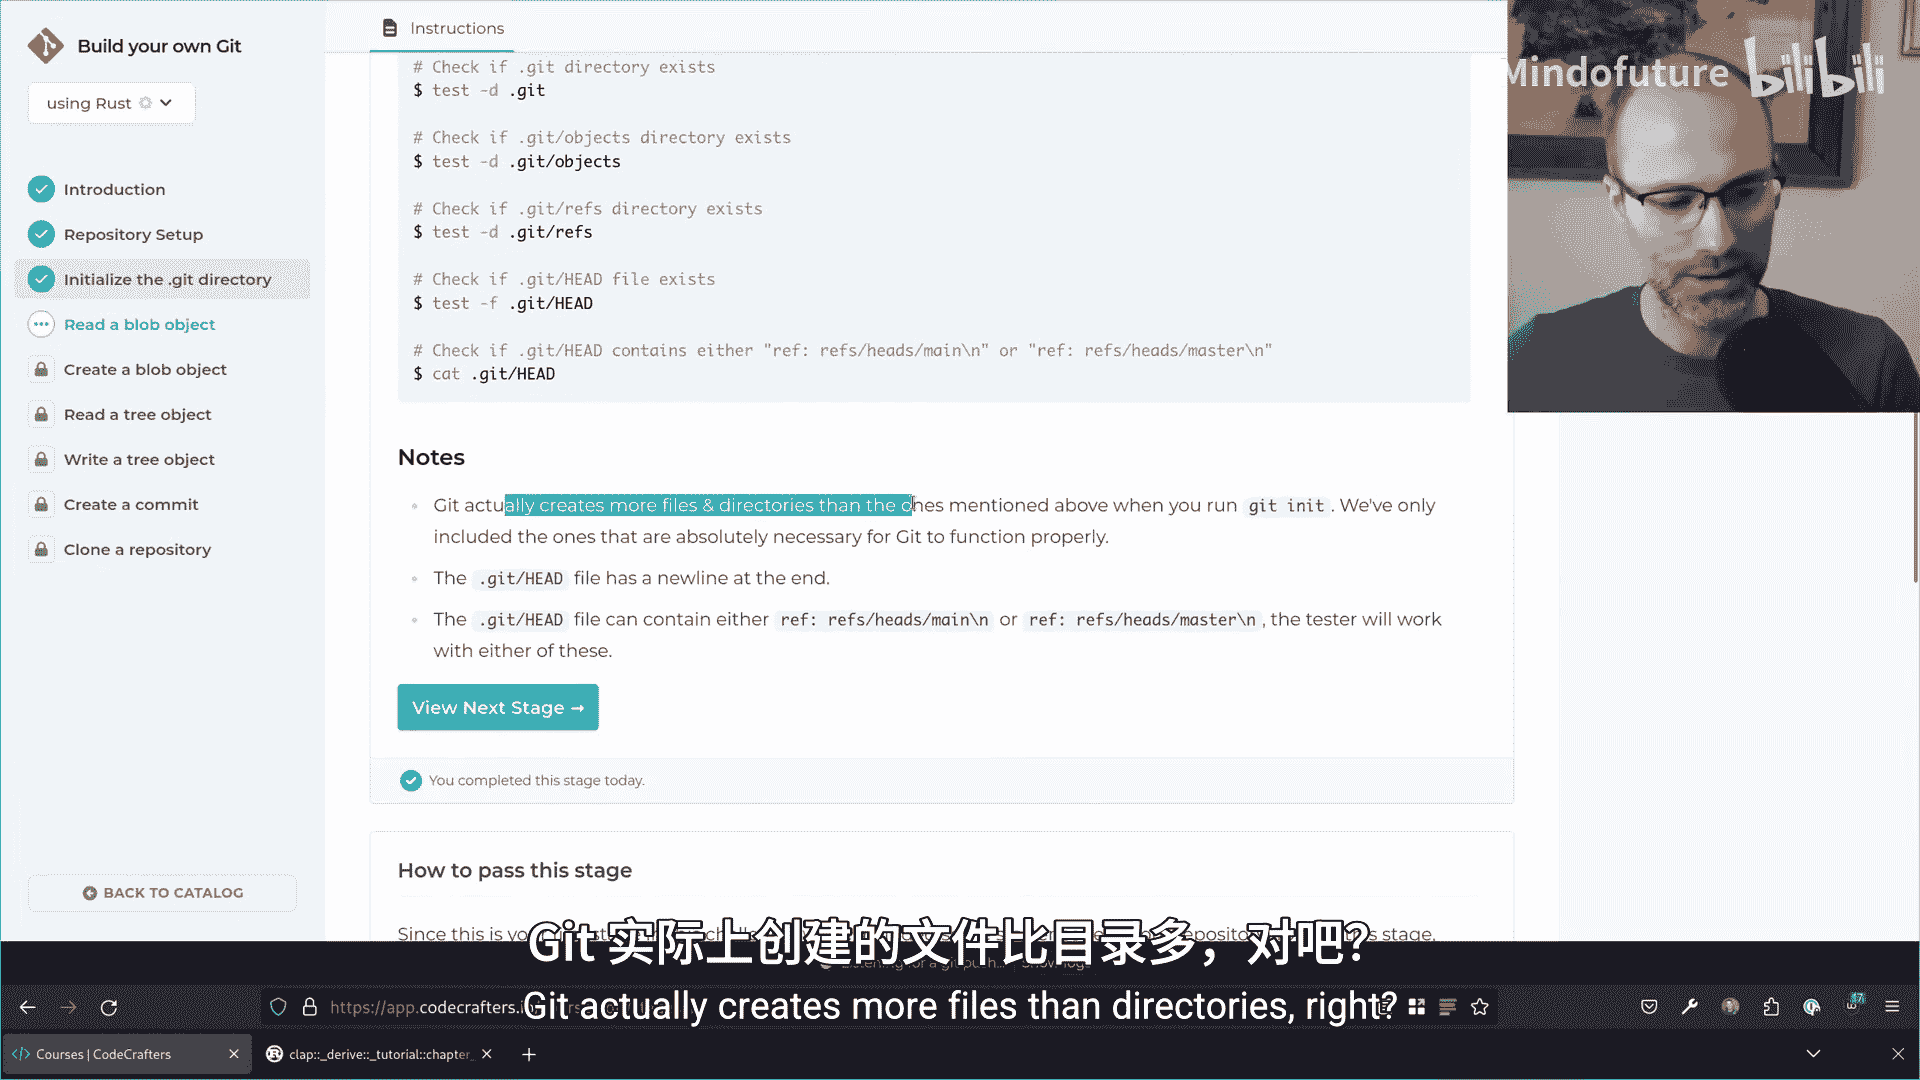 Build your own Git
using Rust
Introduction
Repository Setup
Initialize the .git directory
Read a blob object
Create a blob object
Read a tree object
Write a tree object
Create a commit
Clone a repository
BACK TO CATALOG
Instructions
# Check if .git directory exists
$ test -d .git
# Check if .git/objects directory exists
$ test -d .git/objects
# Check if .git/refs directory exists
$ test -d .git/refs
# Check if .git/HEAD file exists
$ test -f .git/HEAD
# Check if .git/HEAD contains either "ref: refs/heads/main\n" or "ref: refs/heads/master\n"
$ cat .git/HEAD
Notes
Git actually creates more files & directories than the ones mentioned above when you run git init. We've only
included the ones that are absolutely necessary for Git to function properly.
The .git/HEAD file has a newline at the end.
The .git/HEAD file can contain either ref: refs/heads/main\n or ref: refs/heads/master\n, the tester will work
with either of these.
View Next Stage →
You completed this stage today.
How to pass this stage
Since this is
stage.
Mindofuture bilibili
Git 实际上创建的文件比目录多，对吧？
Git actually creates more files than directories, right?
https://app.codecrafters.i
Courses | CodeCrafters
clap::_derive::_tutorial::chapter_